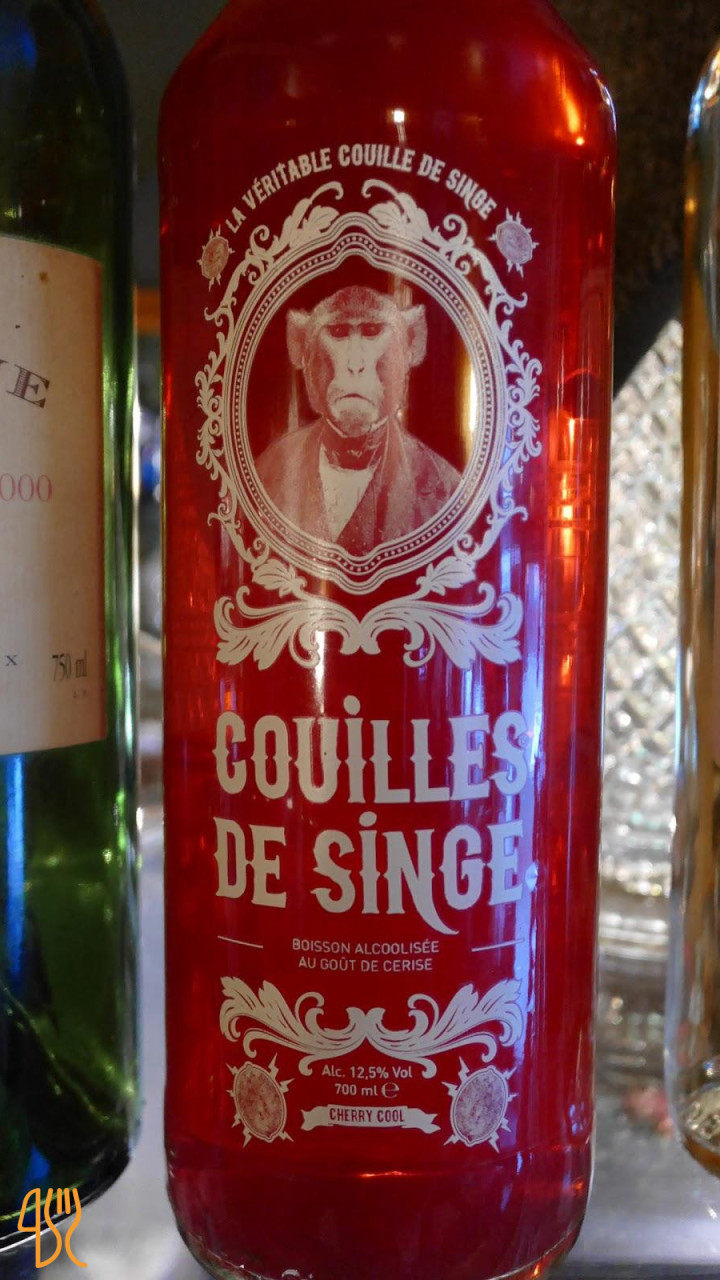 LA VÉRITABLE COUILLE DE SINGE
COUiLLES
DE SiNGE
BOISSON ALCOOLISÉE
AU GOÛT DE CERISE
Alc. 12,5% Vol
700 ml ℮
CHERRY COOL
000
x 750 ml